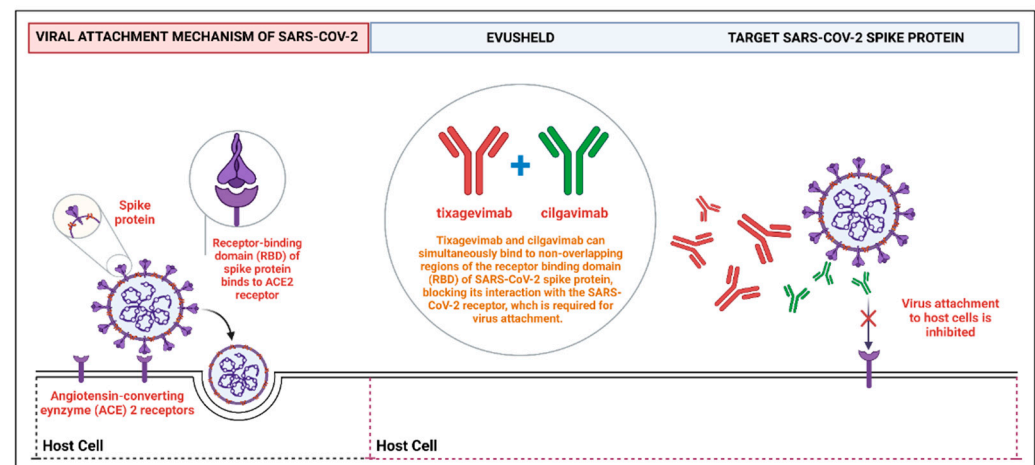 VIRAL ATTACHMENT MECHANISM OF SARS-COV-2
EVUSHELD
TARGET SARS-COV-2 SPIKE PROTEIN
Spike
protein
Receptor-binding
domain (RBD) of
spike protein
binds to ACE2
receptor
Angiotensin-converting
eynzyme (ACE) 2 receptors
Host Cell
tixagevimab
cilgavimab
Tixagevimab and cilgavimab can
simultaneously bind to non-overlapping
regions of the receptor binding domain
(RBD) of SARS-CoV-2 spike protein,
blocking its interaction with the SARS-
CoV-2 receptor, whch is required for
virus attachment.
Virus attachment
to host cells is
inhibited
Host Cell